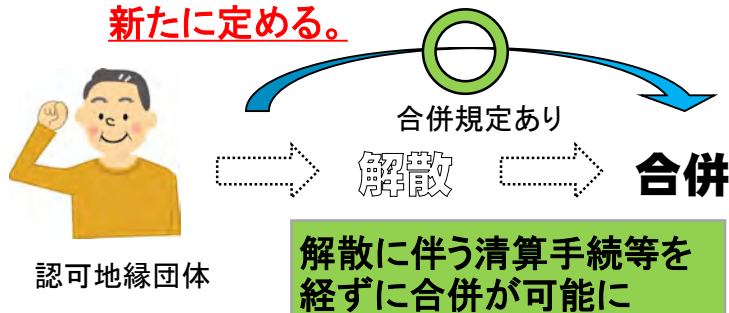 新たに定める。
合併規定あり
解散
合併
認可地縁団体
解散に伴う清算手続等を
経ずに合併が可能に